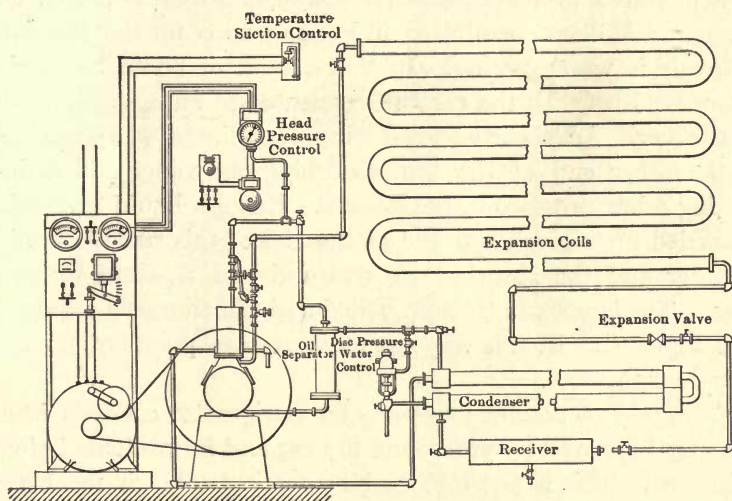 Temperature-
Suction Control
Head
Pressure
Control
Expansion Coils
Expansion Valve
Oil
Separator
Disc Pressure
Water
Control
Condenser
Receiver